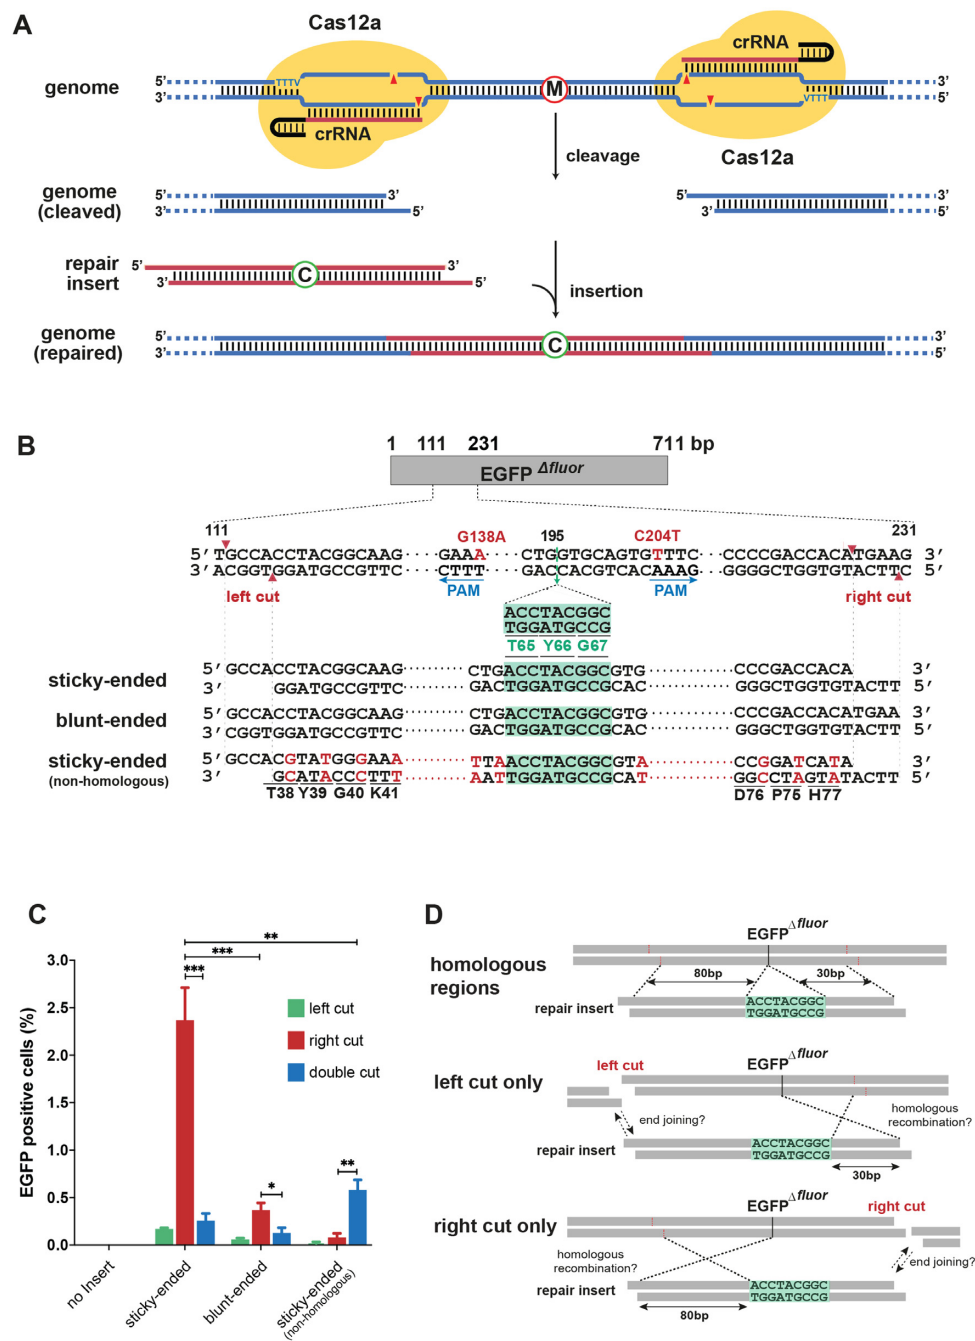 A
Cas12a
crRNA
genome
5' TTTV
3'
M
crRNA
VTTT
Cas12a
cleavage
genome
(cleaved)
5' 3'
3' 5'
5' 3'
3' 5'
repair
insert
5' 3'
3' C 5'
insertion
genome
(repaired)
5' 3'
3' C 5'
B
1 111 231 711 bp
EGFP Δfluor
111 G138A 195 C204T 231
5' TGCCACCTACGGCAAG GAAA CTGGTGCAGTGTTTC CCCCGACCACATGAAG 3'
3' ACGGTGGATGCCGTTC CTTT GACCACGTCACAAAG GGGGCTGGTGTACTTC 5'
left cut PAM PAM right cut
ACCTACGGC
TGGATGCCG
T65 Y66 G67
sticky-ended
5' GCCACCTACGGCAAG CTGACCTACGGCGTG CCCGACCACA 3'
3' GGATGCCGTTC GACTGGATGCCGCAC GGGCTGGTGTACTT 5'
blunt-ended
5' GCCACCTACGGCAAG CTGACCTACGGCGTG CCCGACCACATGAA 3'
3' CGGTGGATGCCGTTC GACTGGATGCCGCAC GGGCTGGTGTACTT 5'
sticky-ended
(non-homologous)
5' GCCACGTATGGGAAA TTAACCTACGGCGTA CCGGATCATA 3'
3' GCATACCCTTT AATTGGATGCCGCAT GGCCTAGTATACTT 5'
T38 Y39 G40 K41 D76 P75 H77
C
EGFP positive cells (%)
3.0
2.5
2.0
1.5
1.0
0.5
0.0
**
***
***
*
**
left cut
right cut
double cut
no Insert
sticky-ended
blunt-ended
sticky-ended
(non-homologous)
D
EGFP Δfluor
homologous
regions
80bp 30bp
repair insert
ACCTACGGC
TGGATGCCG
left cut only
left cut
EGFP Δfluor
end joining?
homologous
recombination?
repair insert
ACCTACGGC
TGGATGCCG
30bp
right cut only
EGFP Δfluor
right cut
homologous
recombination?
end joining?
repair insert
ACCTACGGC
TGGATGCCG
80bp